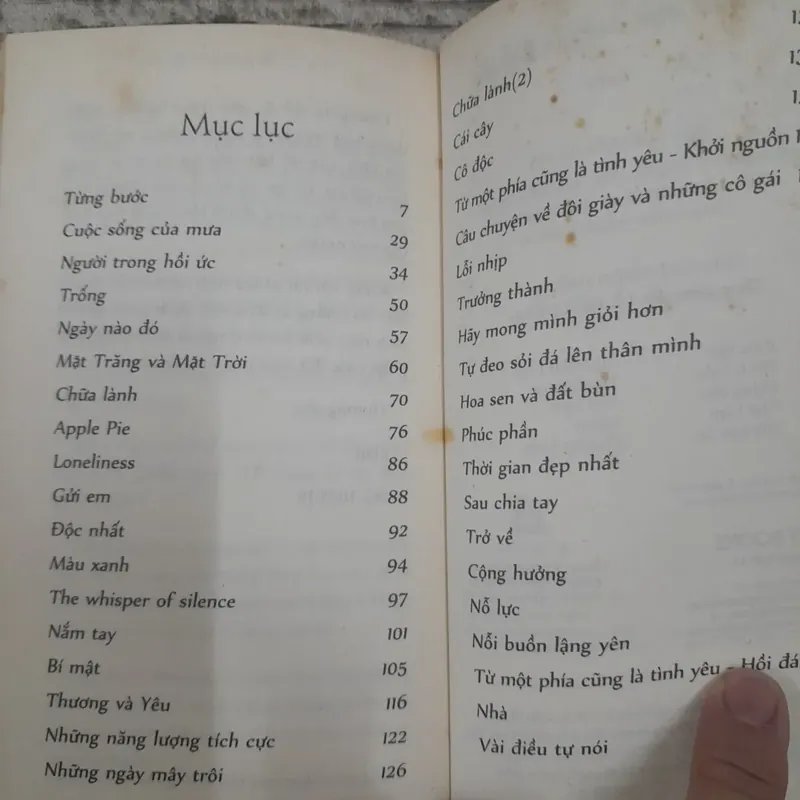 Mục lục
Từng bước 7
Cuộc sống của mưa 29
Người trong hồi ức 34
Trống 50
Ngày nào đó 57
Mặt Trăng và Mặt Trời 60
Chữa lành 70
Apple Pie 76
Loneliness 86
Gửi em 88
Độc nhất 92
Màu xanh 94
The whisper of silence 97
Nắm tay 101
Bí mật 105
Thương và Yêu 116
Những năng lượng tích cực 122
Những ngày mây trôi 126
Chữa lành(2)
Cái cây
Cô độc
Từ một phía cũng là tình yêu - Khởi nguồn
Câu chuyện về đôi giày và những cô gái
Lỗi nhịp
Trưởng thành
Hãy mong mình giỏi hơn
Tự đeo sỏi đá lên thân mình
Hoa sen và đất bùn
Phúc phần
Thời gian đẹp nhất
Sau chia tay
Trở về
Cộng hưởng
Nỗ lực
Nỗi buồn lặng yên
Từ một phía cũng là tình yêu - Hồi
Nhà
Vài điều tự nói